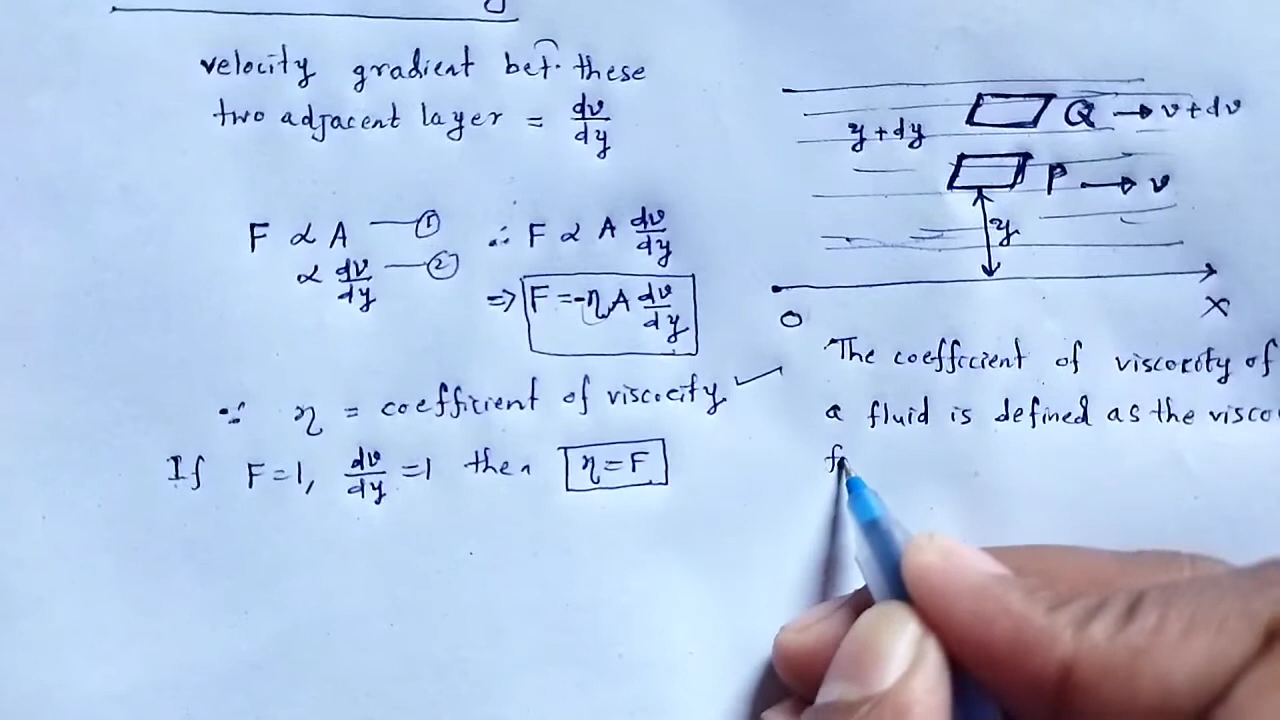 velocity gradient bet. these
two adjacent layer = dv/dy
F ∝ A —— ①
∝ dv/dy —— ②
∴ F ∝ A dv/dy
⇒ F = -η A dv/dy
∵ η = coefficient of viscocity
If F=1, dv/dy =1 then η = F
Q → v+dv
y+dy
P → v
y
O
X
The coefficient of viscosity of
a fluid is defined as the visco
f